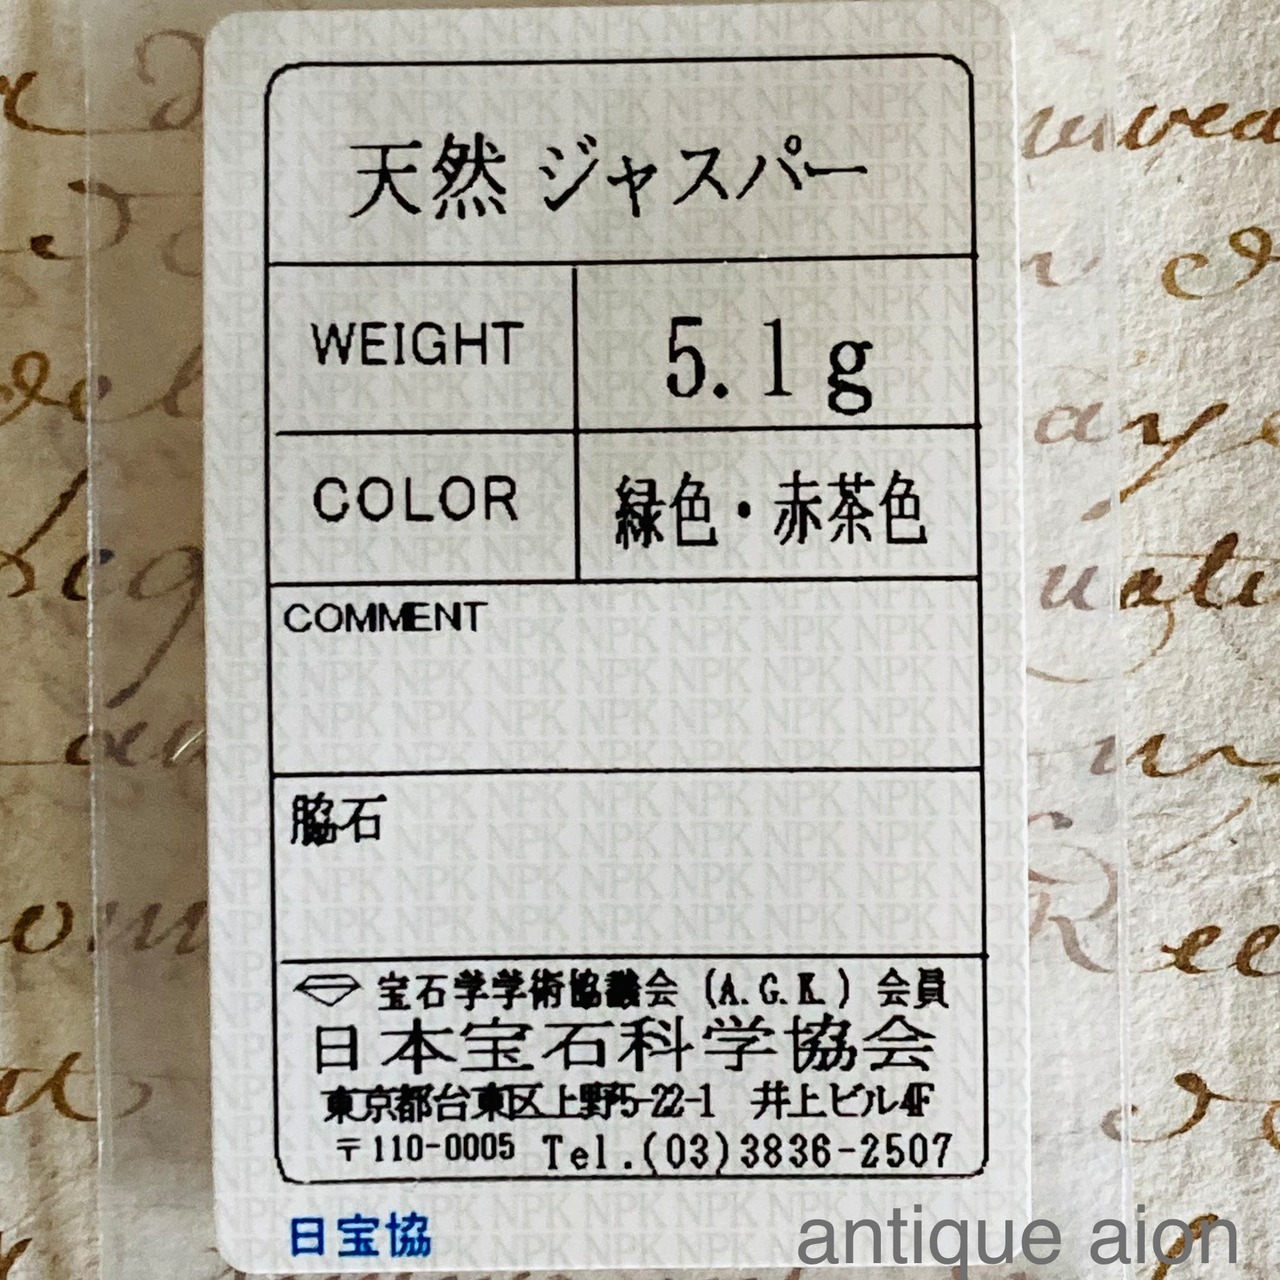 天然 ジャスパー
WEIGHT 5.1g
COLOR 緑色・赤茶色
COMMENT
脇石
宝石学学術協議会 (A.G.K.) 会員
日本宝石科学協会
東京都台東区上野5-22-1 井上ビル4F
〒110-0005 Tel.(03)3836-2507
日宝協
antique aion